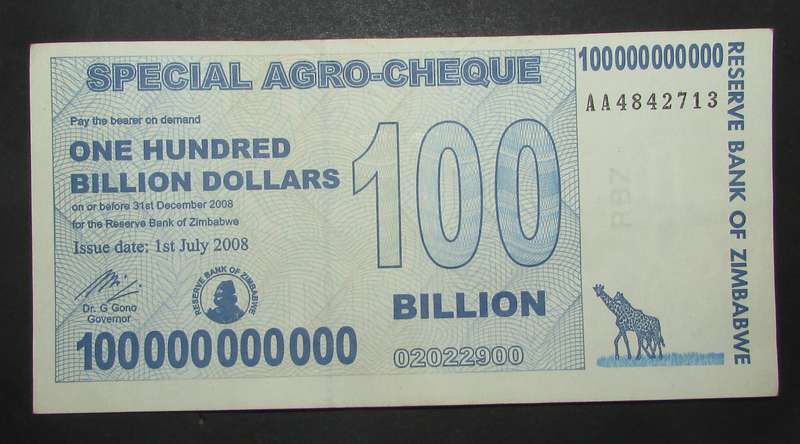 SPECIAL AGRO-CHEQUE
100000000000
AA4842713
Pay the bearer on demand
ONE HUNDRED
BILLION DOLLARS
on or before 31st December 2008
for the Reserve Bank of Zimbabwe
Issue date: 1st July 2008
100
BILLION
Dr. G Gono
Governor
RESERVE BANK OF ZIMBABWE
100000000000
02022900
RESERVE BANK OF ZIMBABWE
RBZ